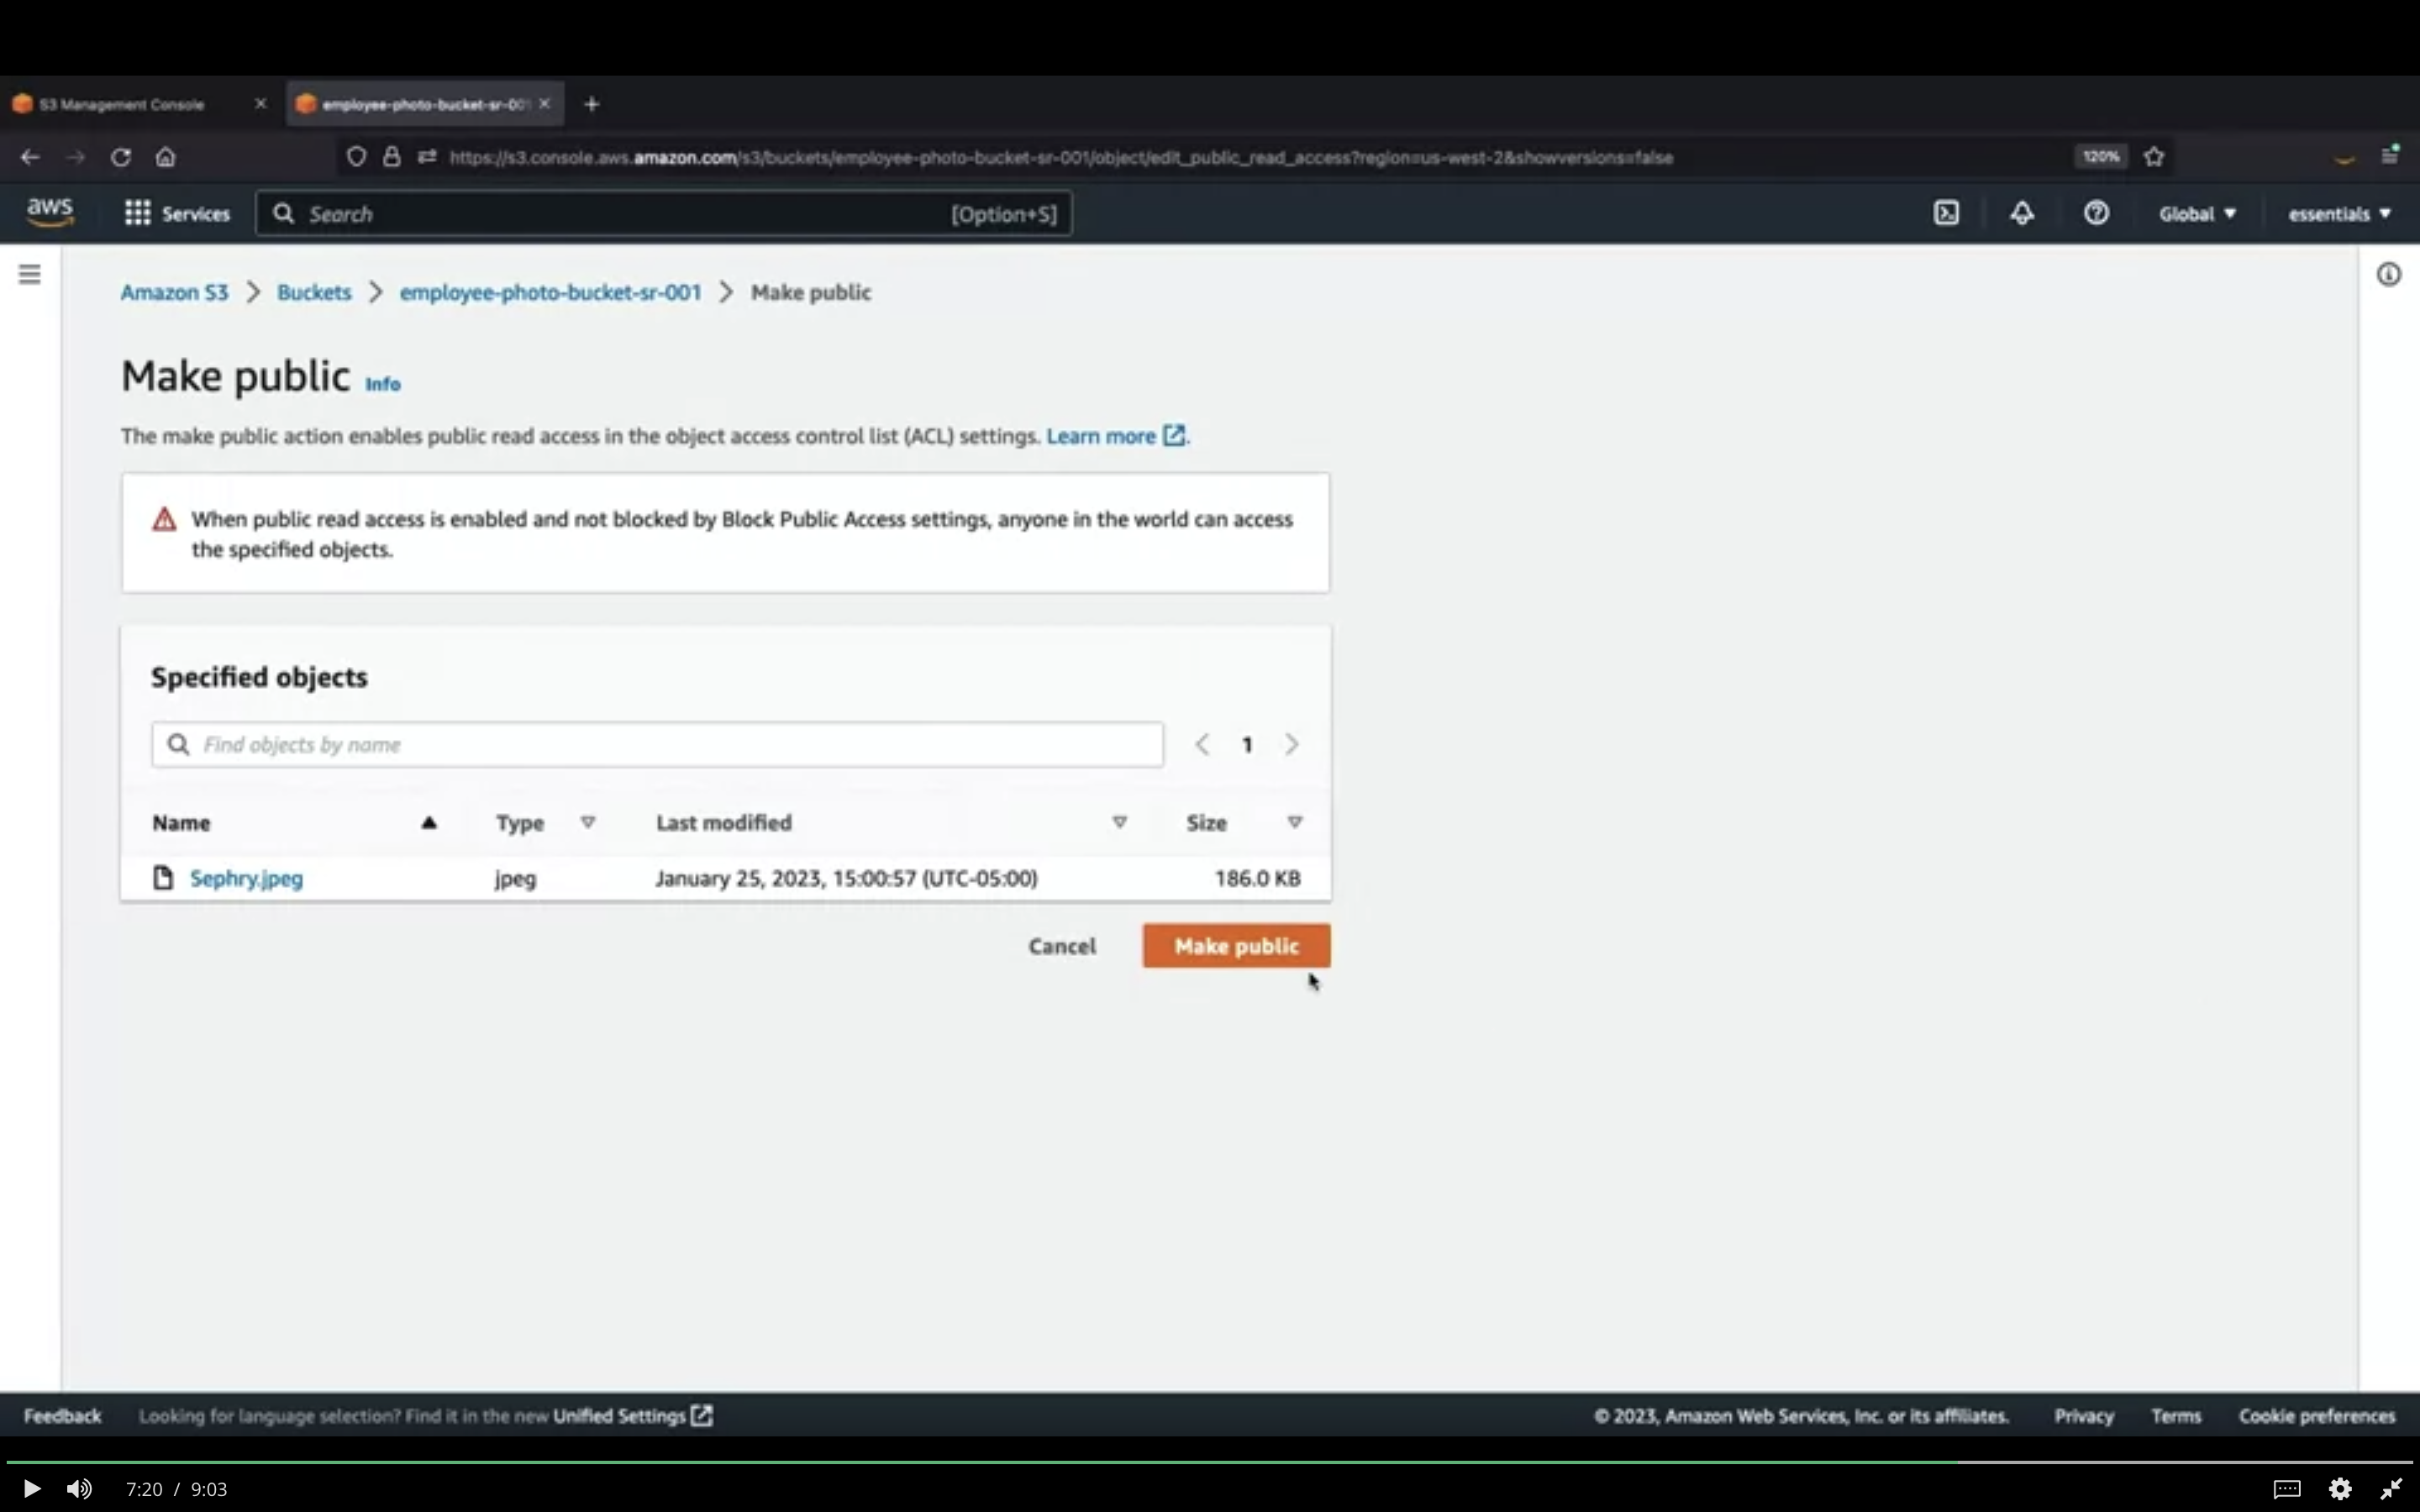 S3 Management Console
employee-photo-bucket-sr-001
https://s3.console.aws.amazon.com/s3/buckets/employee-photo-bucket-sr-001/object/edit_public_read_access?region=us-west-2&showversions=false
120%
aws
Services
Search
[Option+S]
Global
essentials
Amazon S3 > Buckets > employee-photo-bucket-sr-001 > Make public
Make public Info
The make public action enables public read access in the object access control list (ACL) settings. Learn more.
When public read access is enabled and not blocked by Block Public Access settings, anyone in the world can access
the specified objects.
Specified objects
Find objects by name
1
Name Type Last modified Size
Sephry.jpeg jpeg January 25, 2023, 15:00:57 (UTC-05:00) 186.0 KB
Cancel Make public
Feedback Looking for language selection? Find it in the new Unified Settings © 2023, Amazon Web Services, Inc. or its affiliates. Privacy Terms Cookie preferences
7:20 / 9:03